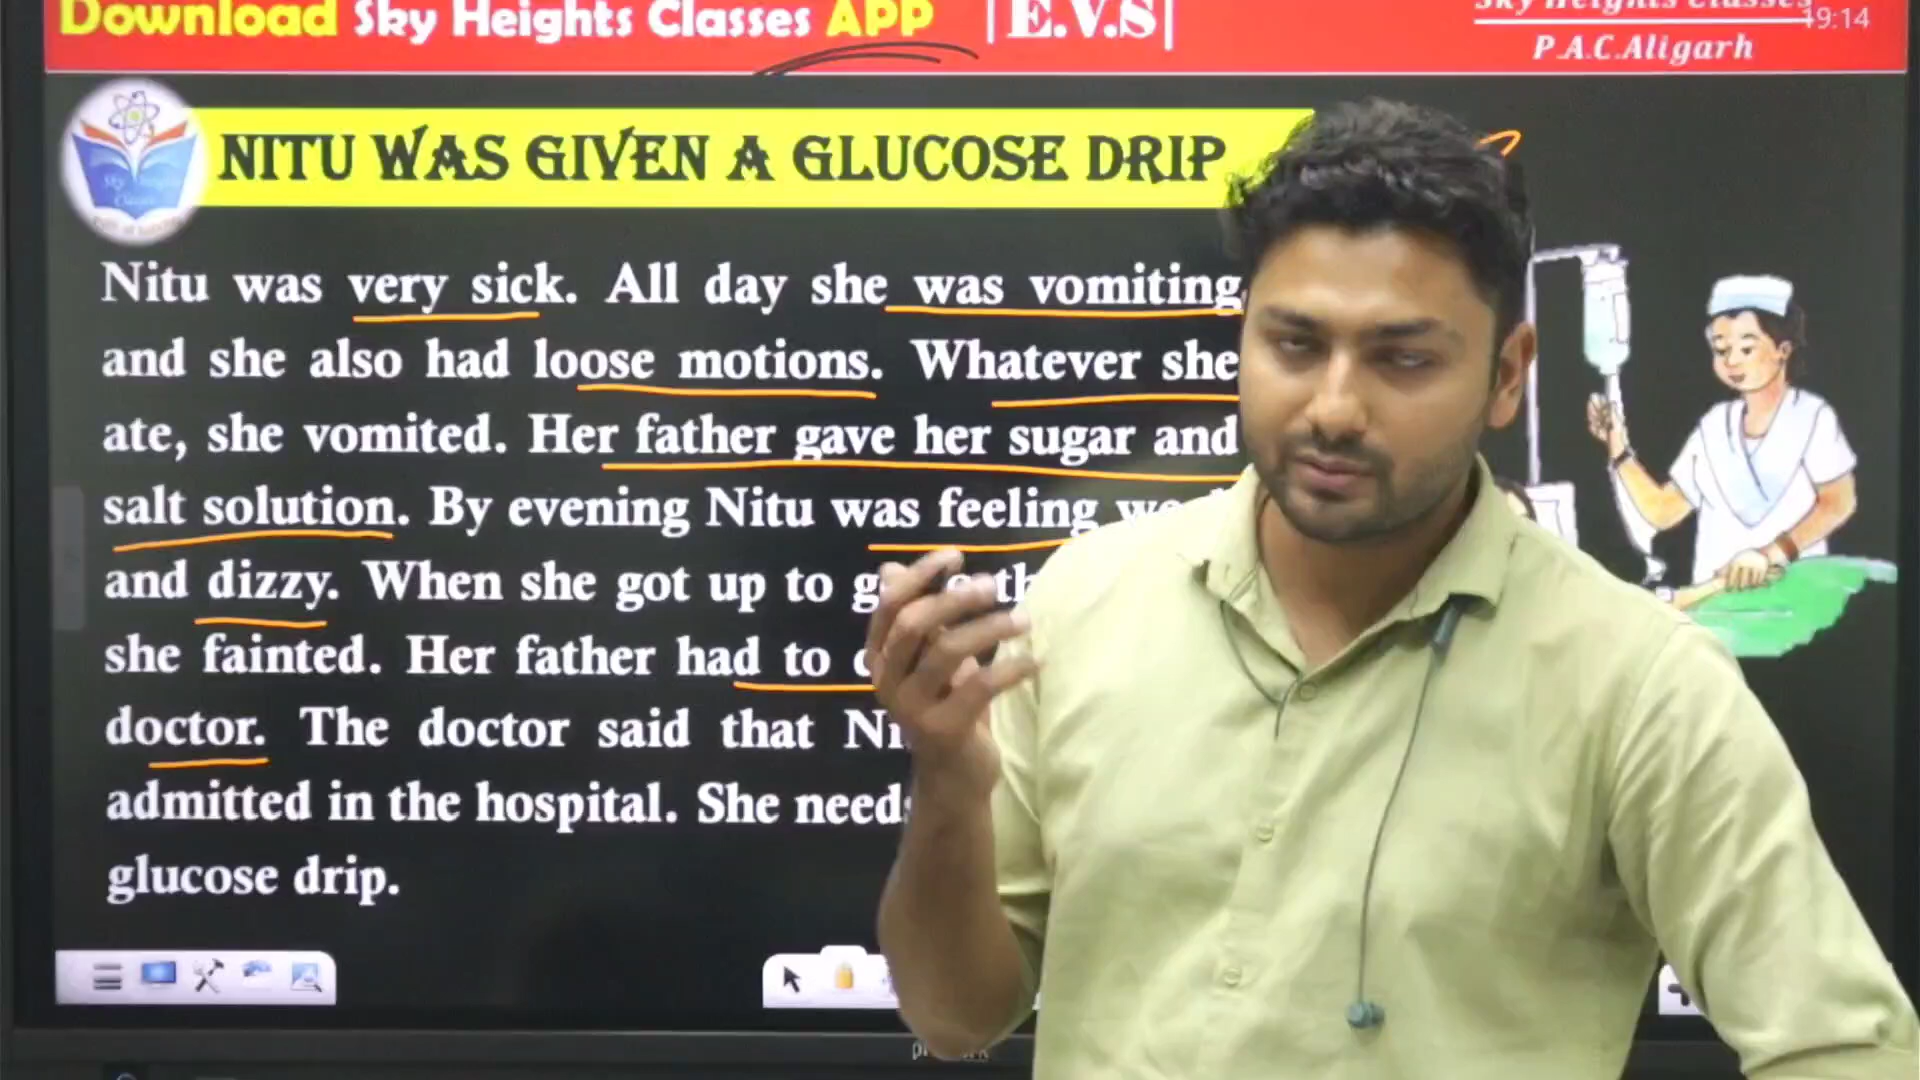 Download Sky Heights Classes APP |E.V.S|
Sky Heights Classes
19:14
P.A.C.Aligarh
NITU WAS GIVEN A GLUCOSE DRIP
Nitu was very sick. All day she was vomiting
and she also had loose motions. Whatever she
ate, she vomited. Her father gave her sugar and
salt solution. By evening Nitu was feeling
and dizzy. When she got up to
she fainted. Her father had to
doctor. The doctor said that
admitted in the hospital. She
glucose drip.